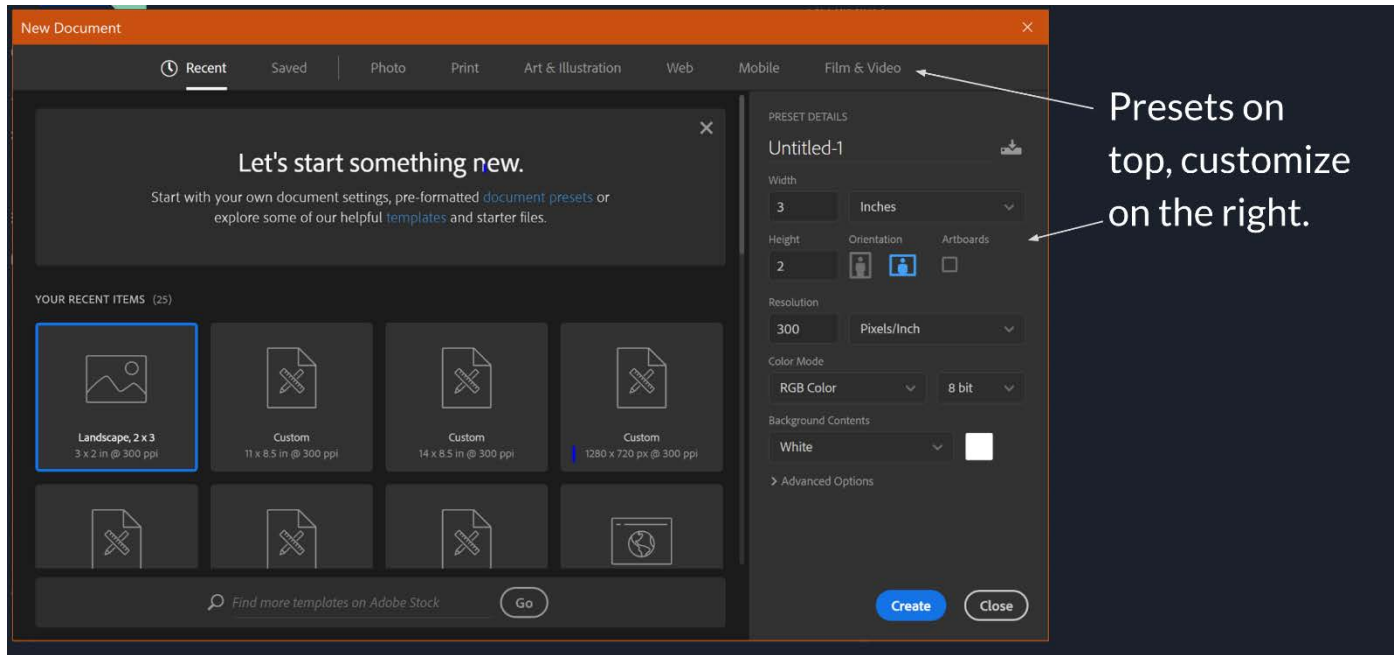 New Document
Recent Saved Photo Print Art & Illustration Web Mobile Film & Video
Let's start something new.
Start with your own document settings, pre-formatted document presets or
explore some of our helpful templates and starter files.
YOUR RECENT ITEMS (25)
Landscape, 2 x 3
3 x 2 in @ 300 ppi
Custom
11 x 8.5 in @ 300 ppi
Custom
14 x 8.5 in @ 300 ppi
Custom
1280 x 720 px @ 300 ppi
Find more templates on Adobe Stock
Go
PRESET DETAILS
Untitled-1
Width
3 Inches
Height Orientation Artboards
2
Resolution
300 Pixels/Inch
Color Mode
RGB Color 8 bit
Background Contents
White
Advanced Options
Create Close
Presets on
top, customize
on the right.